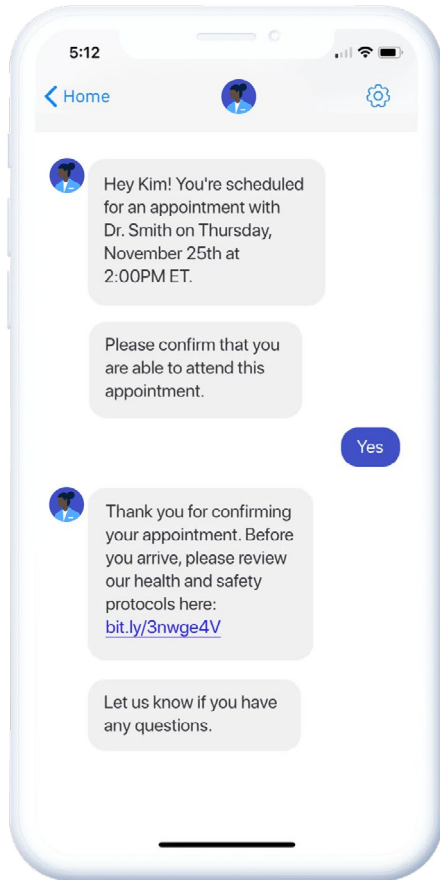 5:12
Home
Hey Kim! You're scheduled
for an appointment with
Dr. Smith on Thursday,
November 25th at
2:00PM ET.
Please confirm that you
are able to attend this
appointment.
Yes
Thank you for confirming
your appointment. Before
you arrive, please review
our health and safety
protocols here:
bit.ly/3nwge4V
Let us know if you have
any questions.